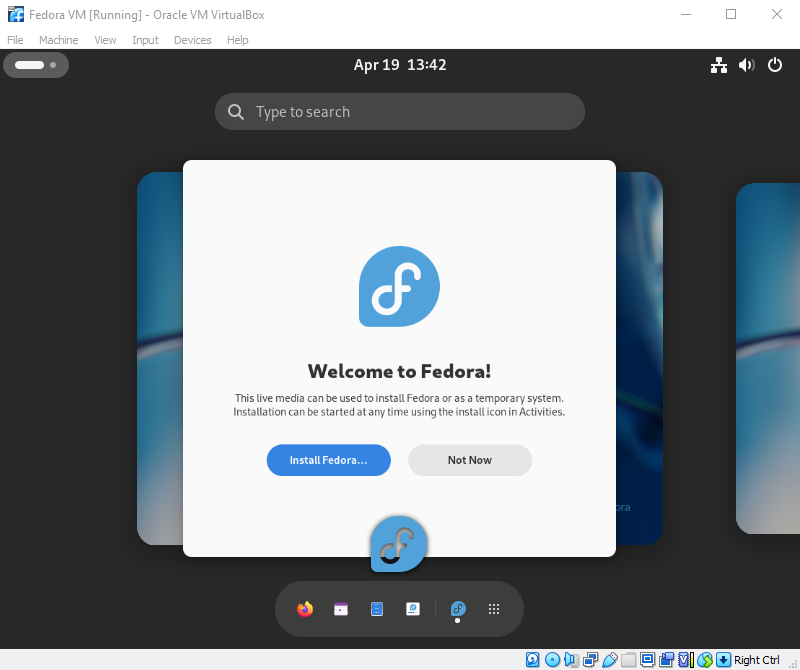 Fedora VM [Running] - Oracle VM VirtualBox
File Machine View Input Devices Help
Apr 19 13:42
Type to search
Welcome to Fedora!
This live media can be used to install Fedora or as a temporary system.
Installation can be started at any time using the install icon in Activities.
Install Fedora... Not Now
ora
Right Ctrl